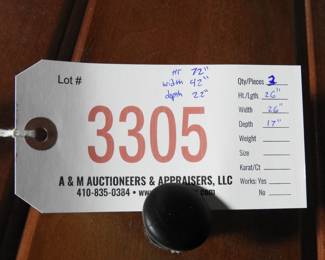 Lot #
HT 72"
width 42"
depth 22"
3305
A & M AUCTIONEERS & APPRAISERS, LLC
410-835-0384 •
Qty/Pieces 2
Ht./Lgth: 26"
Width 26"
Depth 17"
Weight
Size
Karat/Ct
Works: Yes
No